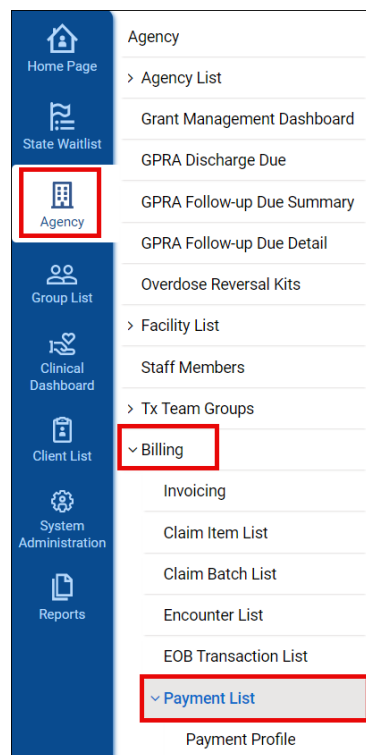 Home Page
State Waitlist
Agency
Group List
Clinical
Dashboard
Client List
System
Administration
Reports
Agency
Agency List
Grant Management Dashboard
GPRA Discharge Due
GPRA Follow-up Due Summary
GPRA Follow-up Due Detail
Overdose Reversal Kits
Facility List
Staff Members
Tx Team Groups
Billing
Invoicing
Claim Item List
Claim Batch List
Encounter List
EOB Transaction List
Payment List
Payment Profile